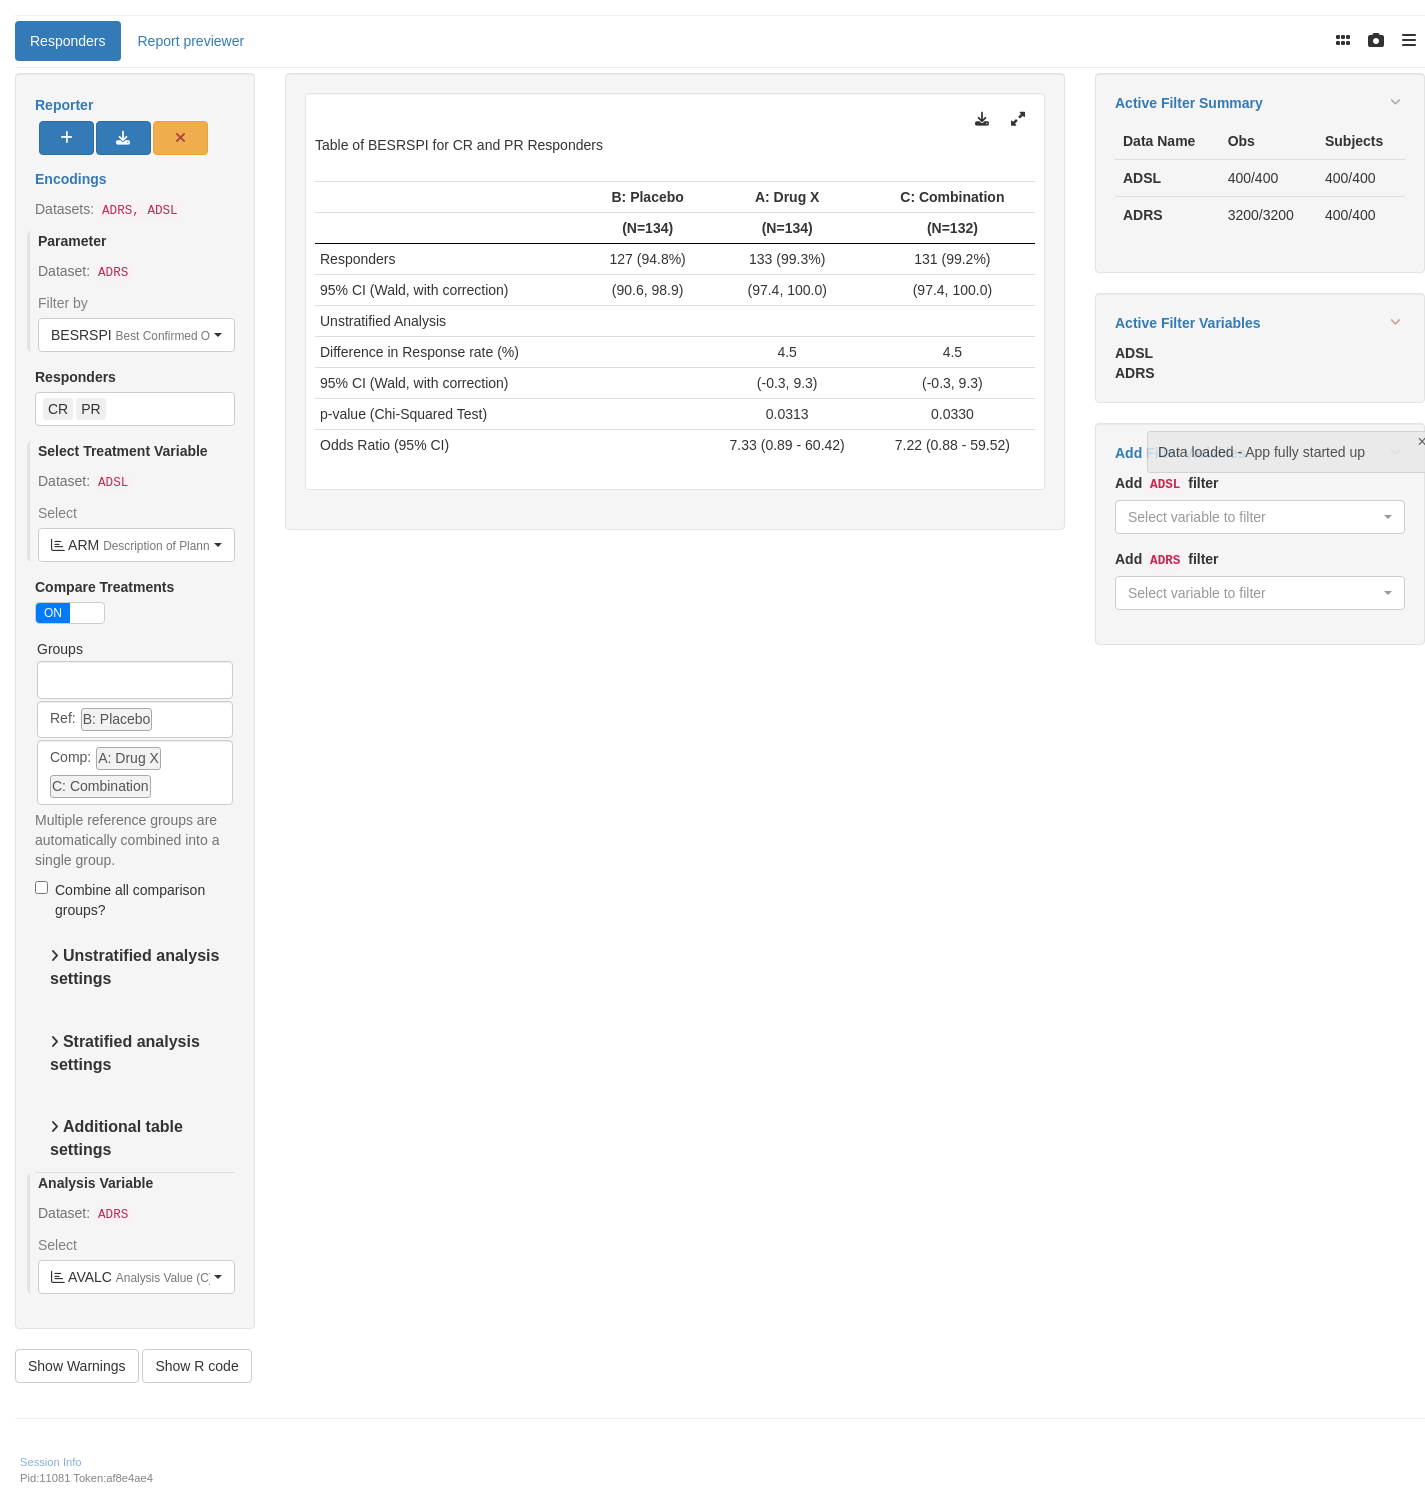 Responders
Report previewer
Reporter
Encodings
Datasets: ADRS, ADSL
Parameter
Dataset: ADRS
Filter by
BESRSPI Best Confirmed O
Responders
CR PR
Select Treatment Variable
Dataset: ADSL
Select
ARM Description of Plann
Compare Treatments
ON
Groups
Ref: B: Placebo
Comp: A: Drug X
C: Combination
Multiple reference groups are
automatically combined into a
single group.
Combine all comparison
groups?
Unstratified analysis
settings
Stratified analysis
settings
Additional table
settings
Analysis Variable
Dataset: ADRS
Select
AVALC Analysis Value (C)
Show Warnings
Show R code
Table of BESRSPI for CR and PR Responders
B: Placebo A: Drug X C: Combination
(N=134) (N=134) (N=132)
Responders 127 (94.8%) 133 (99.3%) 131 (99.2%)
95% CI (Wald, with correction) (90.6, 98.9) (97.4, 100.0) (97.4, 100.0)
Unstratified Analysis
Difference in Response rate (%) 4.5 4.5
95% CI (Wald, with correction) (-0.3, 9.3) (-0.3, 9.3)
p-value (Chi-Squared Test) 0.0313 0.0330
Odds Ratio (95% CI) 7.33 (0.89 - 60.42) 7.22 (0.88 - 59.52)
Active Filter Summary
Data Name Obs Subjects
ADSL 400/400 400/400
ADRS 3200/3200 400/400
Active Filter Variables
ADSL
ADRS
Add
Data loaded - App fully started up
×
Add ADSL filter
Select variable to filter
Add ADRS filter
Select variable to filter
Session Info
Pid:11081 Token:af8e4ae4